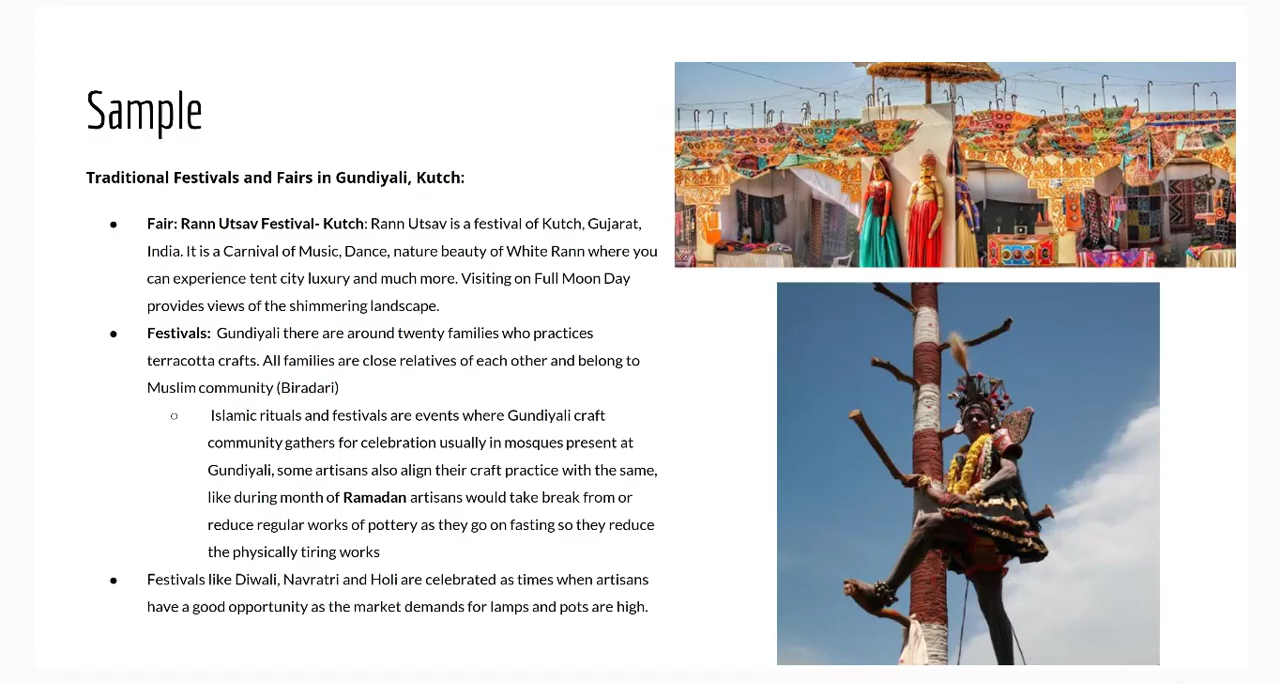 Sample
Traditional Festivals and Fairs in Gundiyali, Kutch:
● Fair: Rann Utsav Festival- Kutch: Rann Utsav is a festival of Kutch, Gujarat,
India. It is a Carnival of Music, Dance, nature beauty of White Rann where you
can experience tent city luxury and much more. Visiting on Full Moon Day
provides views of the shimmering landscape.
● Festivals: Gundiyali there are around twenty families who practices
terracotta crafts. All families are close relatives of each other and belong to
Muslim community (Biradari)
○ Islamic rituals and festivals are events where Gundiyali craft
community gathers for celebration usually in mosques present at
Gundiyali, some artisans also align their craft practice with the same,
like during month of Ramadan artisans would take break from or
reduce regular works of pottery as they go on fasting so they reduce
the physically tiring works
● Festivals like Diwali, Navratri and Holi are celebrated as times when artisans
have a good opportunity as the market demands for lamps and pots are high.